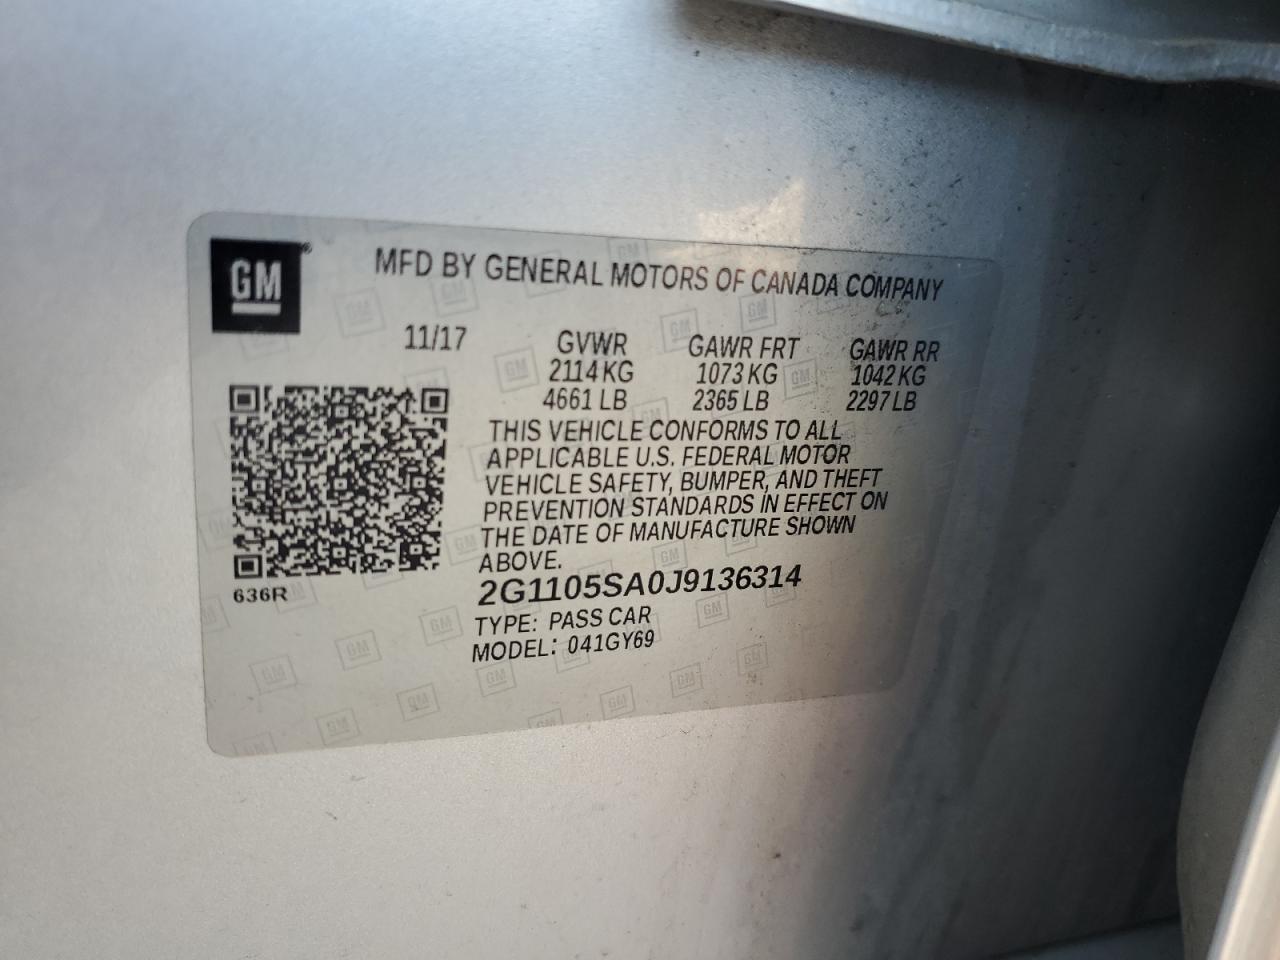 GM®
MFD BY GENERAL MOTORS OF CANADA COMPANY
11/17 GVWR GAWR FRT GAWR RR
2114 KG 1073 KG 1042 KG
4661 LB 2365 LB 2297 LB
THIS VEHICLE CONFORMS TO ALL
APPLICABLE U.S. FEDERAL MOTOR
VEHICLE SAFETY, BUMPER, AND THEFT
PREVENTION STANDARDS IN EFFECT ON
THE DATE OF MANUFACTURE SHOWN
ABOVE.
636R
2G1105SA0J9136314
TYPE: PASS CAR
MODEL: 041GY69